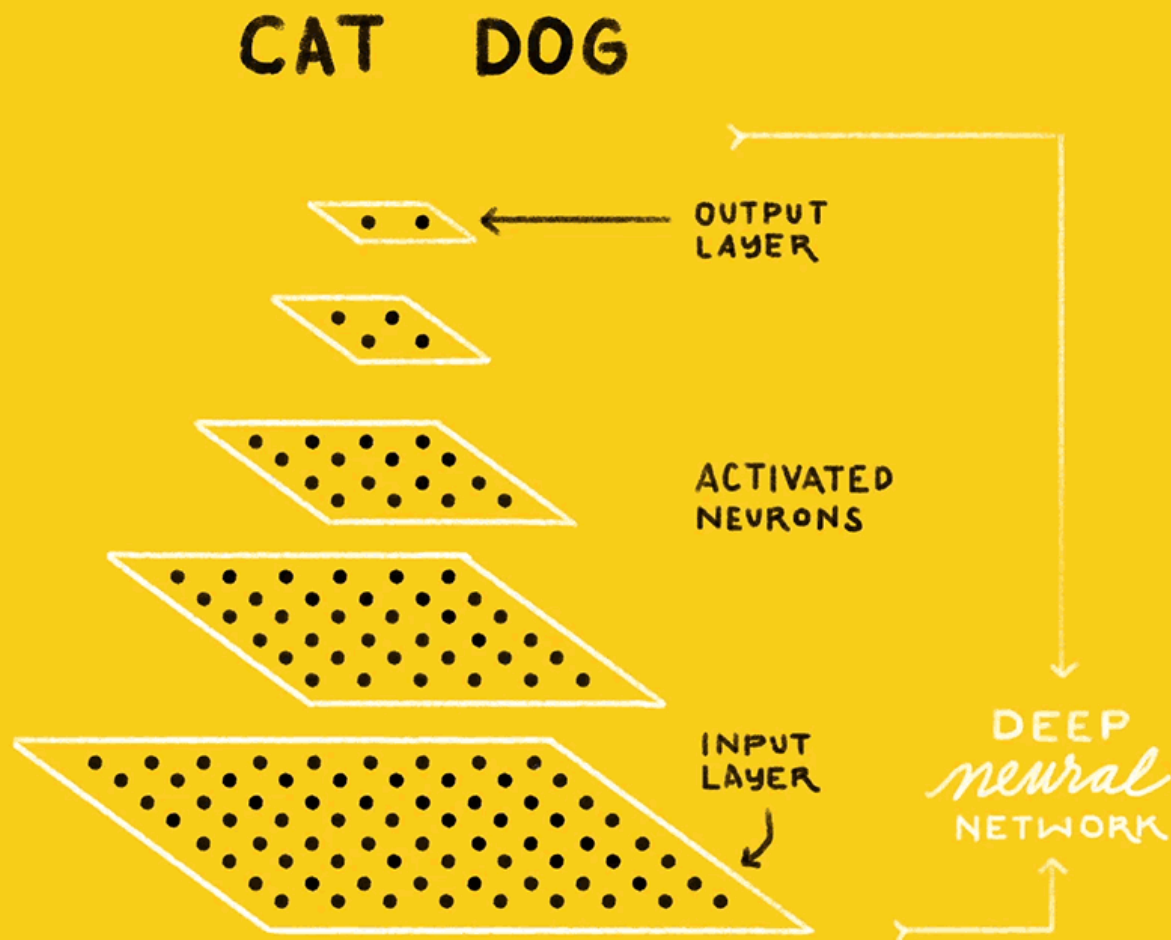 CAT DOG
OUTPUT
LAYER
ACTIVATED
NEURONS
INPUT
LAYER
DEEP
neural
NETWORK